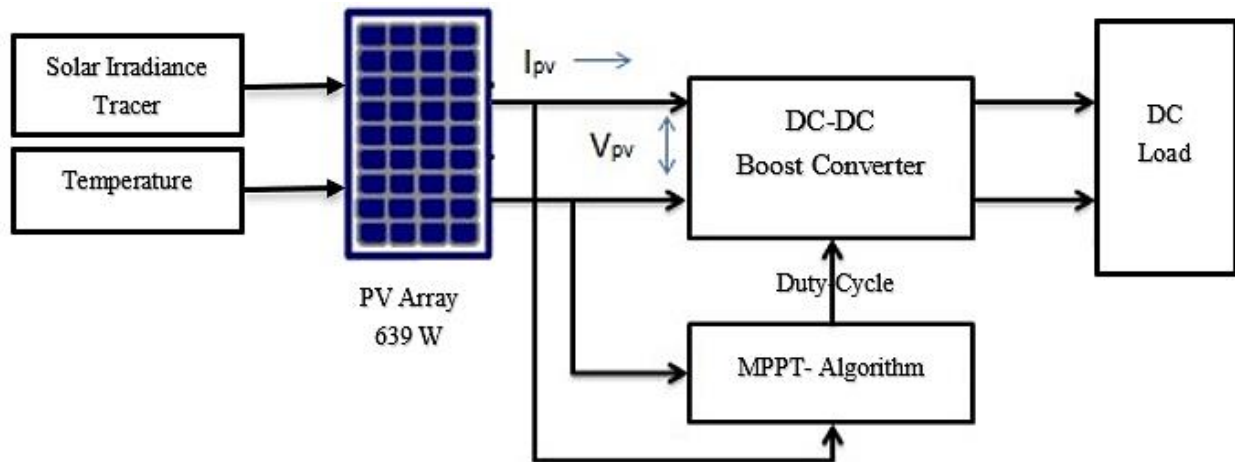 Solar Irradiance
Tracer
Temperature
PV Array
639 W
Ipv
Vpv
DC-DC
Boost Converter
Duty-Cycle
MPPT- Algorithm
DC
Load